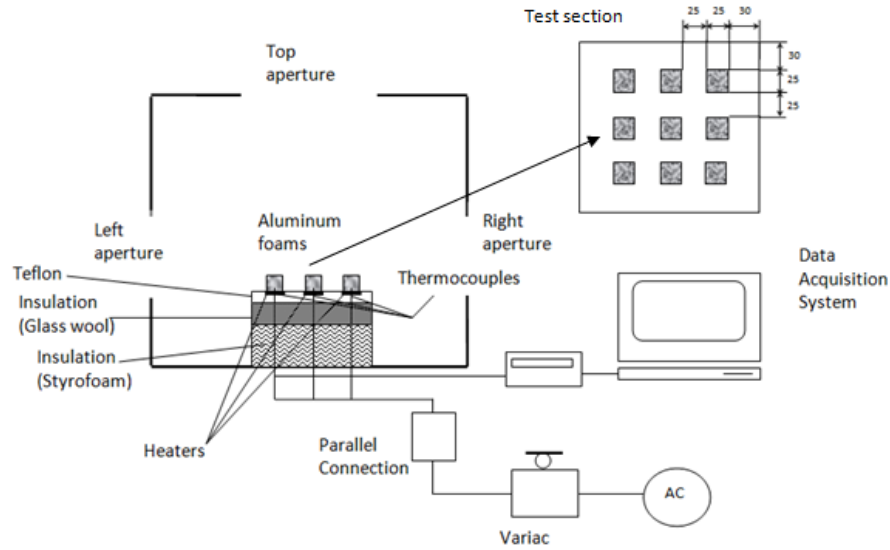 Test section
25
25
30
30
25
25
Top
aperture
Left
aperture
Aluminum
foams
Right
aperture
Teflon
Thermocouples
Insulation
(Glass wool)
Insulation
(Styrofoam)
Data
Acquisition
System
Heaters
Parallel
Connection
AC
Variac